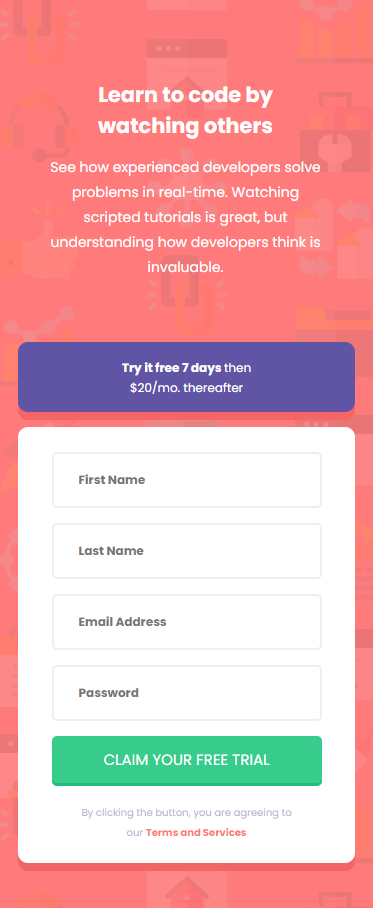 Learn to code by
watching others
See how experienced developers solve
problems in real-time. Watching
scripted tutorials is great, but
understanding how developers think is
invaluable.
Try it free 7 days then
$20/mo. thereafter
First Name
Last Name
Email Address
Password
CLAIM YOUR FREE TRIAL
By clicking the button, you are agreeing to
our Terms and Services